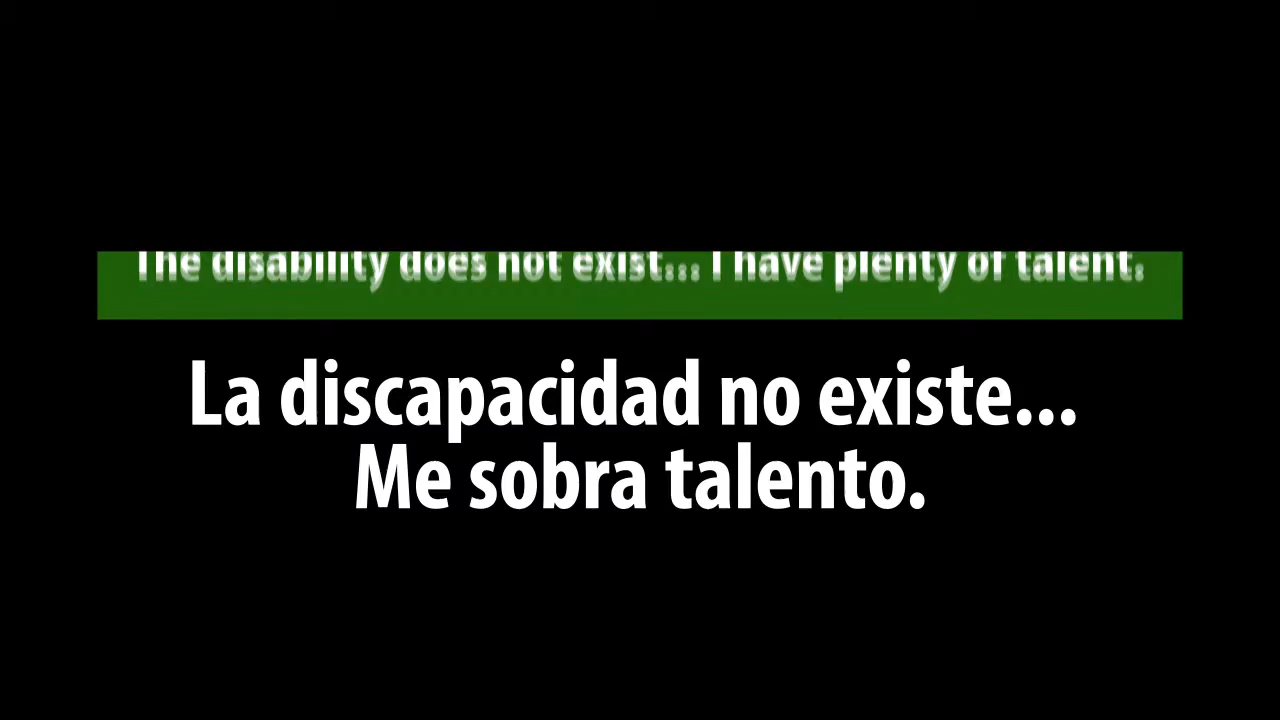 The disability does not exist... I have plenty of talent.
La discapacidad no existe...
Me sobra talento.